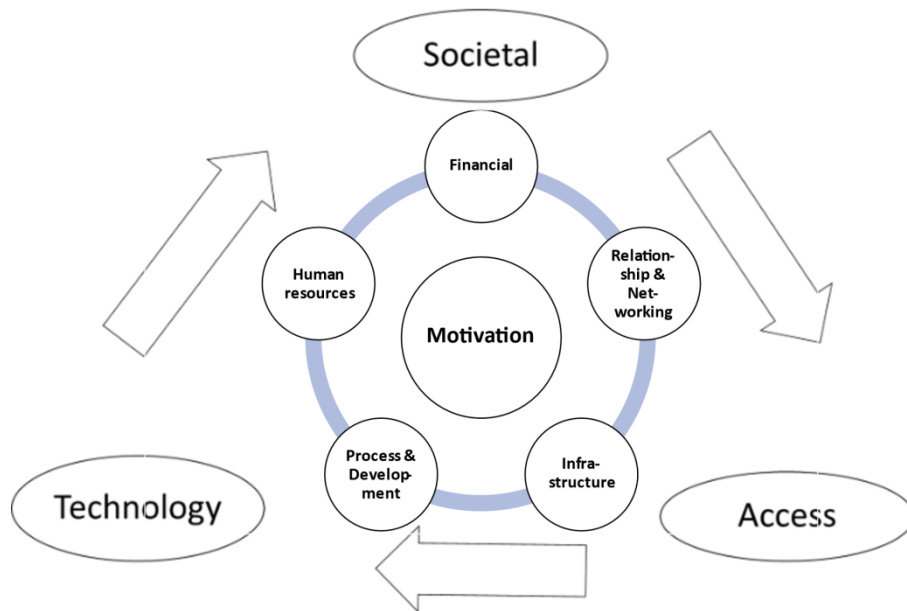 Societal
Financial
Relation-
ship &
Net-
working
Human
resources
Motivation
Process &
Develop-
ment
Infra-
structure
Technology
Access